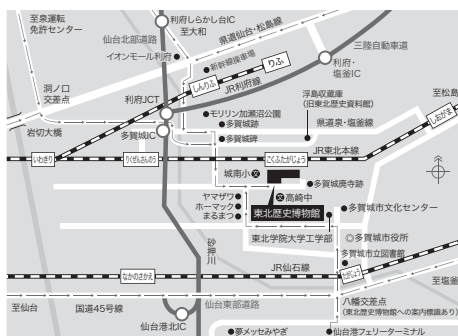 至泉運転
免許センター
利府しらかし台IC
至大和
仙台北部道路
イオンモール利府
県道仙台・松島線
新幹線操車場
三陸自動車道
しんりふ
りふ
利府・
塩釜IC
JR利府線
洞ノ口
交差点
利府JCT
モリリン加瀬沼公園
浮島収蔵庫
(旧東北歴史資料館)
至松島
しおがま
岩切大橋
多賀城IC
多賀城跡
多賀城碑
県道泉・塩釜線
JR東北本線
いわきり
りくぜんさんのう
こくふたがじょう
城南小
文
多賀城廃寺跡
ヤマザワ
ホーマック
まるまつ
文
高崎中
東北歴史博物館
多賀城市文化センター
東北学院大学工学部
◎多賀城市役所
多賀城市立図書館
砂押川
なかのさかえ
JR仙石線
たがじょう
至塩釜
至仙台
国道45号線
仙台東部道路
八幡交差点
(東北歴史博物館への案内標識あり)
仙台港北IC
夢メッセみやぎ
仙台港フェリーターミナル